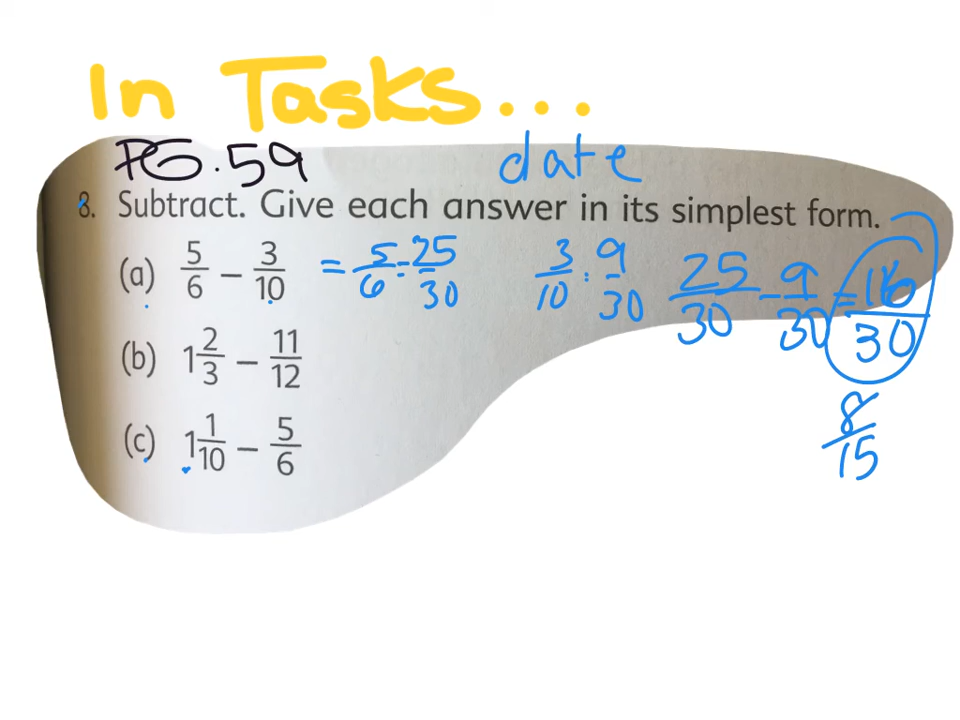 In Tasks...
PG. 59 date
8. Subtract. Give each answer in its simplest form.
(a) 5/6 − 3/10 = 5/6 = 25/30 3/10 = 9/30 25/30 − 9/30 = 16/30
8/15
(b) 1 2/3 − 11/12
(c) 1 1/10 − 5/6